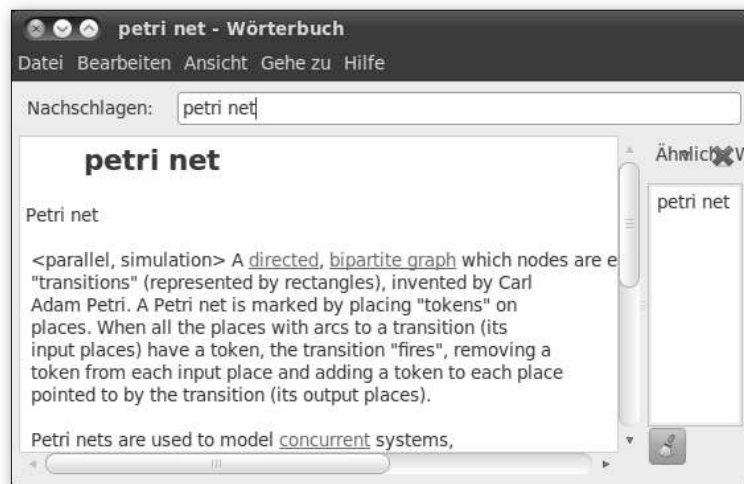 petri net - Wörterbuch
Datei Bearbeiten Ansicht Gehe zu Hilfe
Nachschlagen: petri net
petri net
Petri net
<parallel, simulation> A directed, bipartite graph which nodes are e
"transitions" (represented by rectangles), invented by Carl
Adam Petri. A Petri net is marked by placing "tokens" on
places. When all the places with arcs to a transition (its
input places) have a token, the transition "fires", removing a
token from each input place and adding a token to each place
pointed to by the transition (its output places).
Petri nets are used to model concurrent systems,
petri net